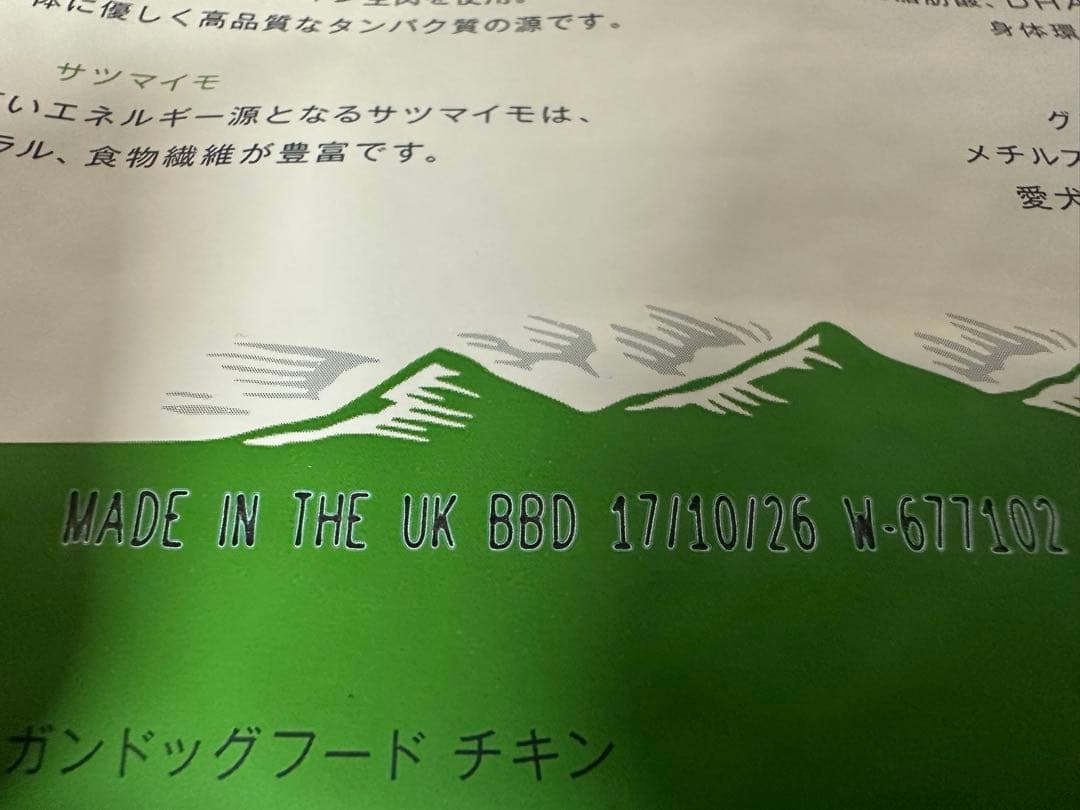 体に優しく高品質なタンパク質の源です。
サツマイモ
いエネルギー源となるサツマイモは、
ラル、食物繊維が豊富です。
身体環
グ
メチルフ
愛犬
MADE IN THE UK BBD 17/10/26 W-677102
ガンドッグフード チキン